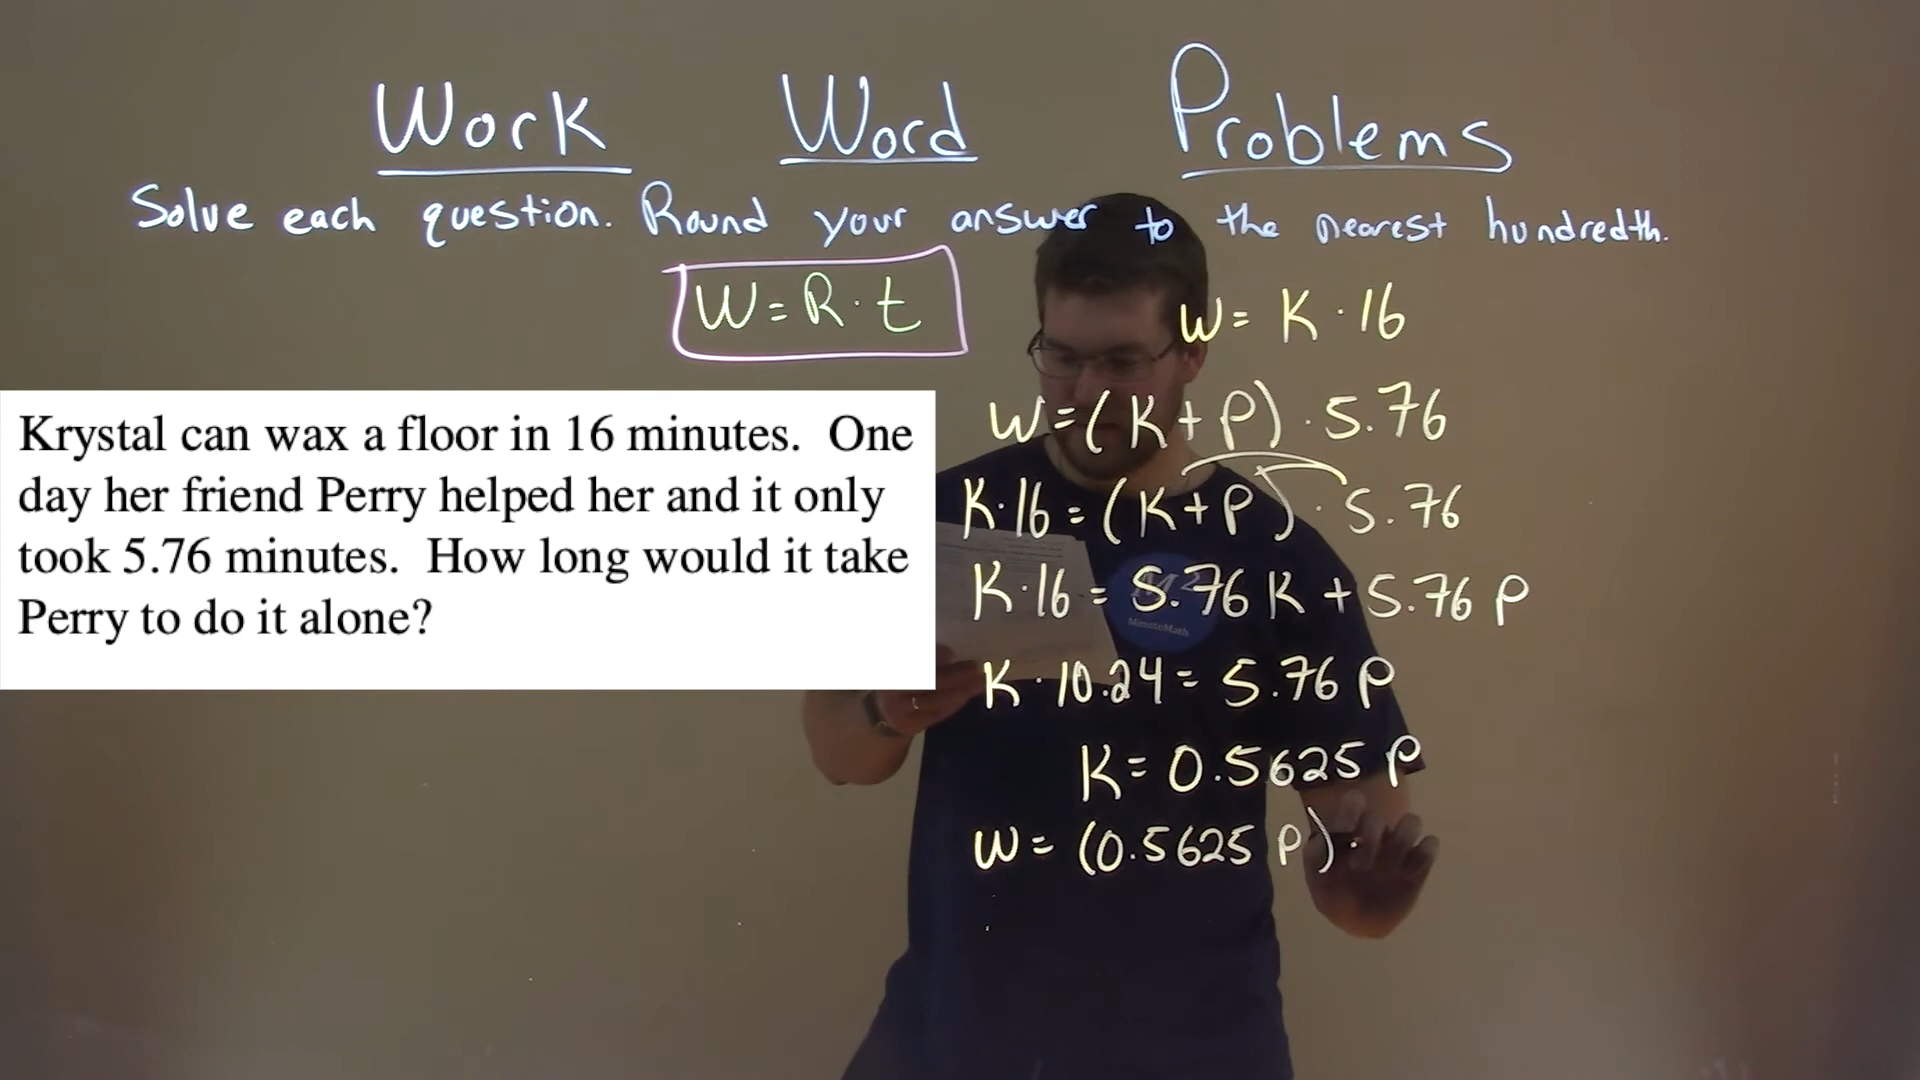 Work Word Problems
Solve each question. Round your answer to the nearest hundredth.
W = R · t
W = K · 16
Krystal can wax a floor in 16 minutes. One
day her friend Perry helped her and it only
took 5.76 minutes. How long would it take
Perry to do it alone?
W = (K + P) · 5.76
K · 16 = (K + P) · 5.76
K · 16 = 5.76 K + 5.76 P
M²
MinuteMath
K · 10.24 = 5.76 P
K = 0.5625 P
W = (0.5625 P) ·